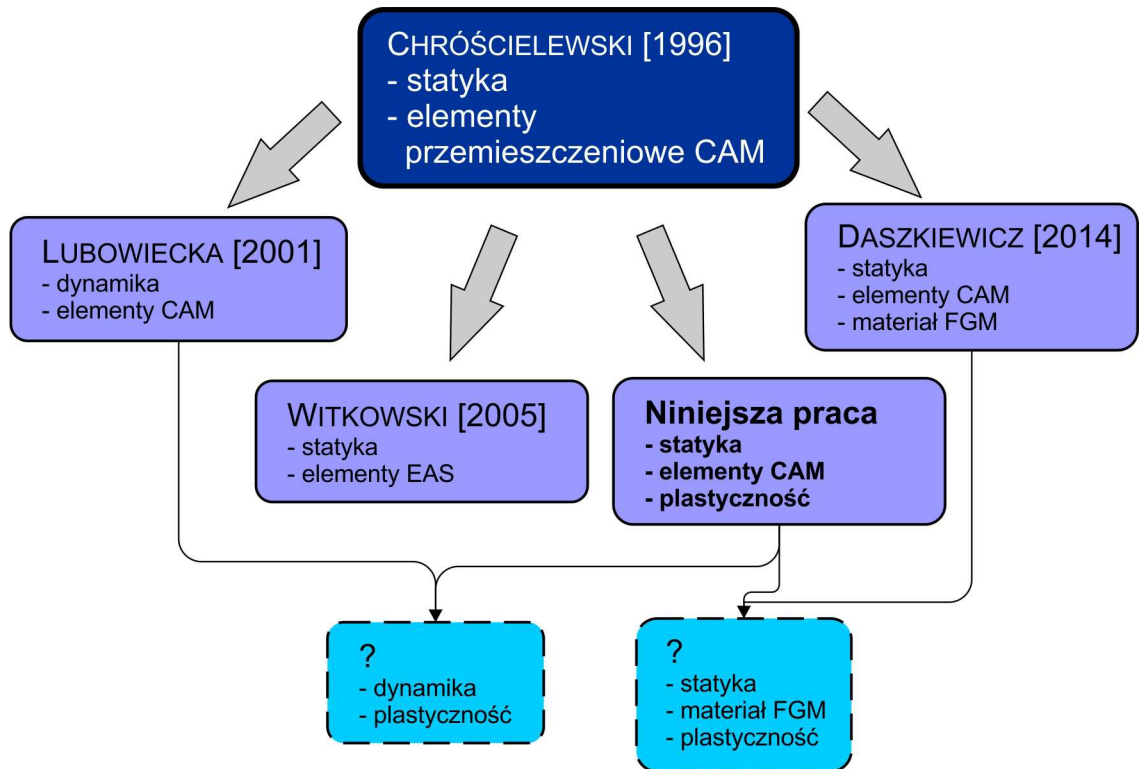 CHRÓŚCIELEWSKI [1996]
- statyka
- elementy
przemieszczeniowe CAM
LUBOWIECKA [2001]
- dynamika
- elementy CAM
DASZKIEWICZ [2014]
- statyka
- elementy CAM
- materiał FGM
WITKOWSKI [2005]
- statyka
- elementy EAS
Niniejsza praca
- statyka
- elementy CAM
- plastyczność
?
- dynamika
- plastyczność
?
- statyka
- materiał FGM
- plastyczność